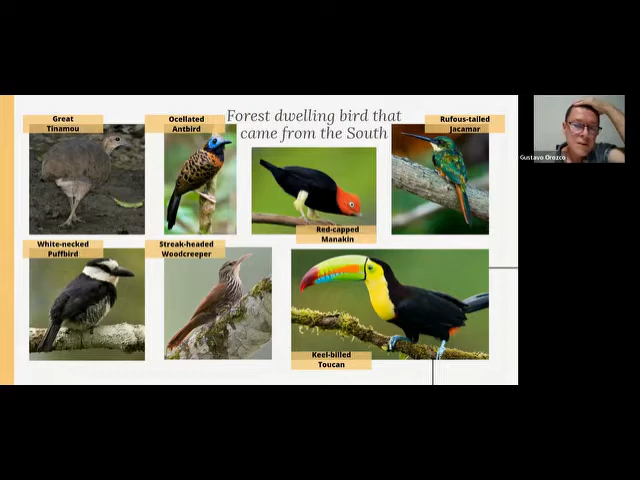 Forest dwelling bird that
came from the South
Great
Tinamou
Ocellated
Antbird
Rufous-tailed
Jacamar
Red-capped
Manakin
White-necked
Puffbird
Streak-headed
Woodcreeper
Keel-billed
Toucan
Gustavo Orozco